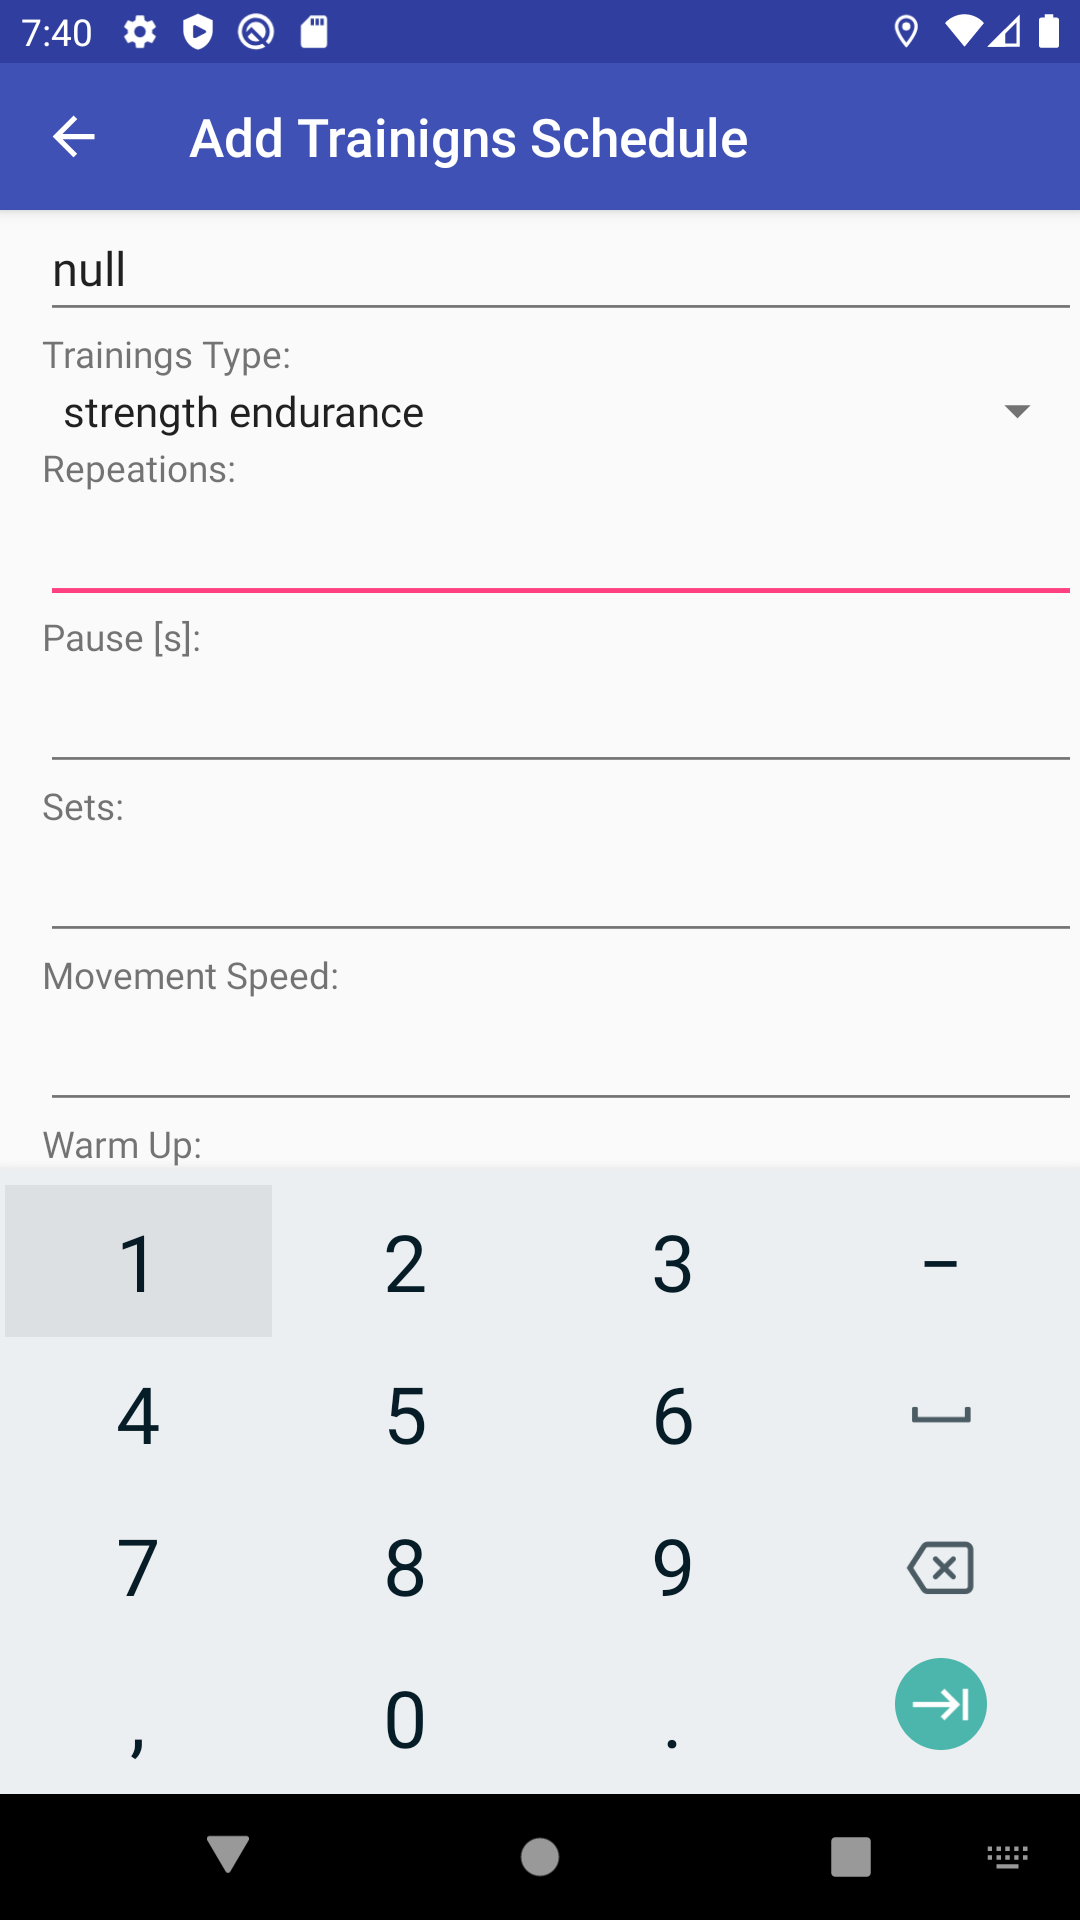 7:40
Add Trainigns Schedule
null
Trainings Type:
strength endurance
Repeations:
Pause [s]:
Sets:
Movement Speed:
Warm Up:
1 2 3 –
4 5 6
7 8 9
, 0 .